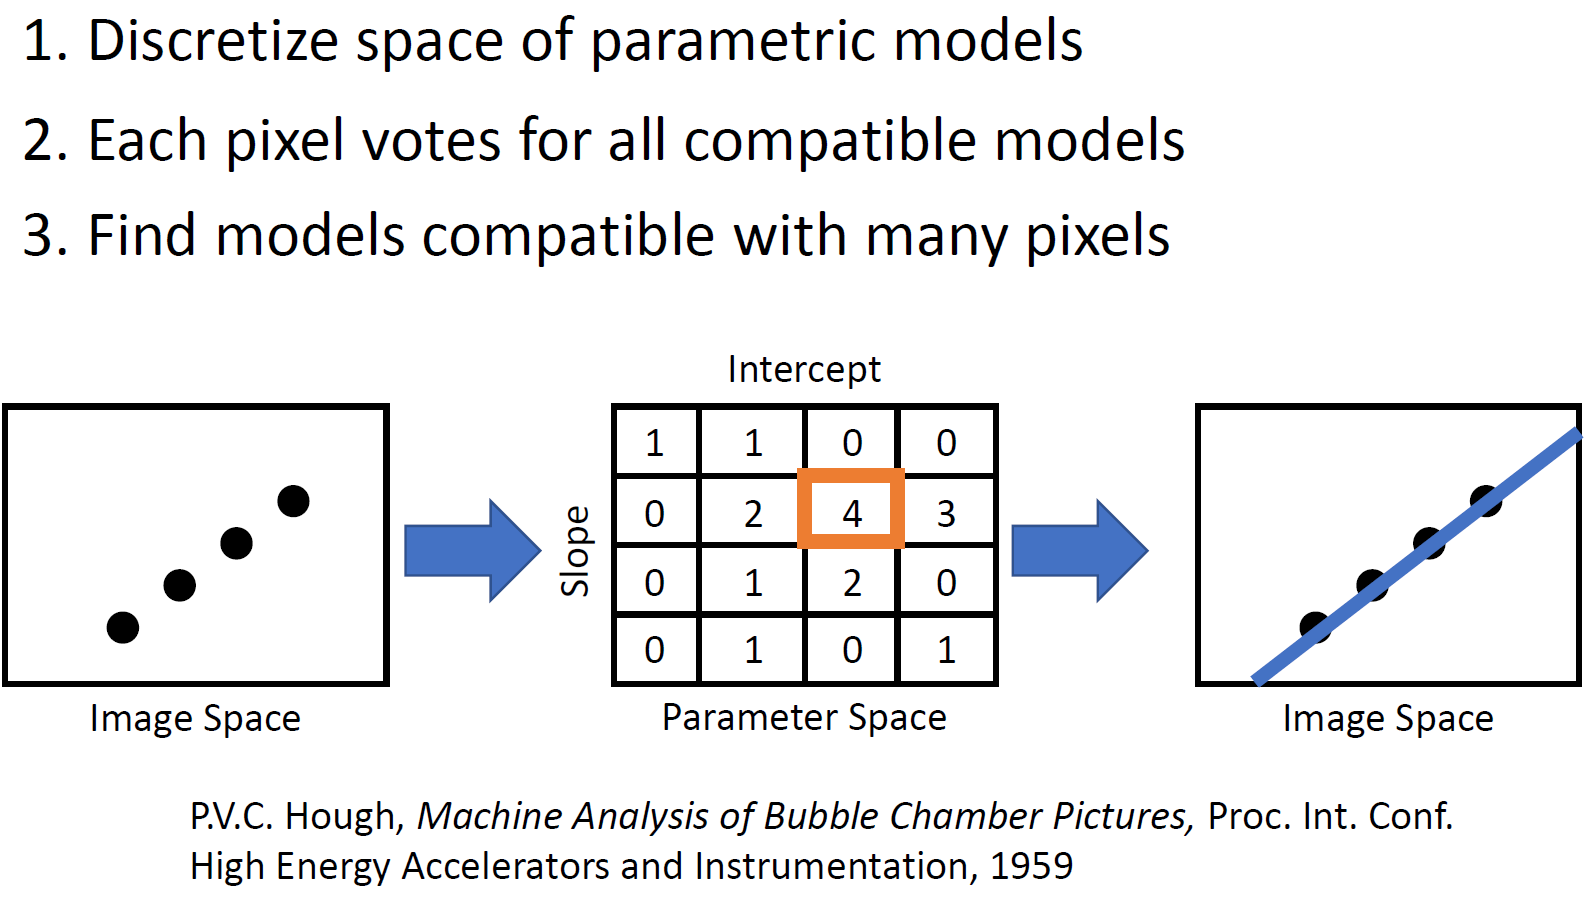 1. Discretize space of parametric models
2. Each pixel votes for all compatible models
3. Find models compatible with many pixels
Intercept
Slope
1 1 0 0
0 2 4 3
0 1 2 0
0 1 0 1
Image Space
Parameter Space
Image Space
P.V.C. Hough, Machine Analysis of Bubble Chamber Pictures, Proc. Int. Conf.
High Energy Accelerators and Instrumentation, 1959